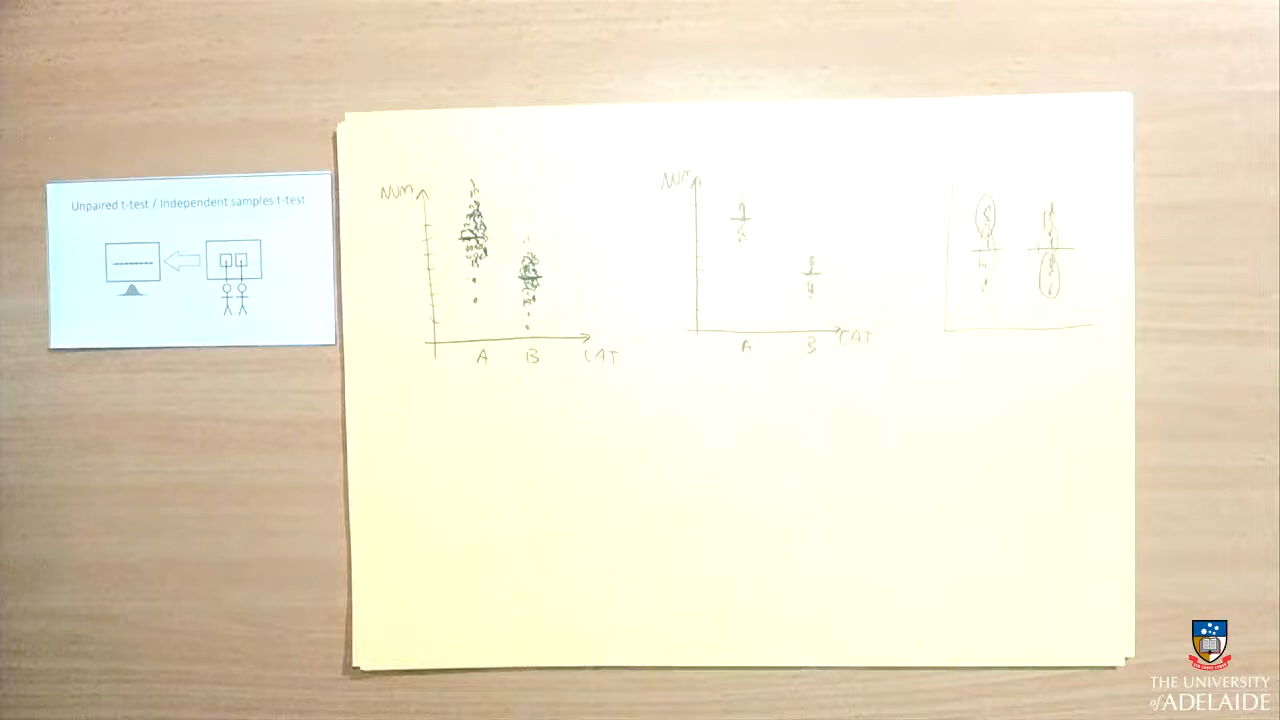 Unpaired t-test / Independent samples t-test
NUM
A B CAT
NUM
A B CAT
THE UNIVERSITY
of ADELAIDE